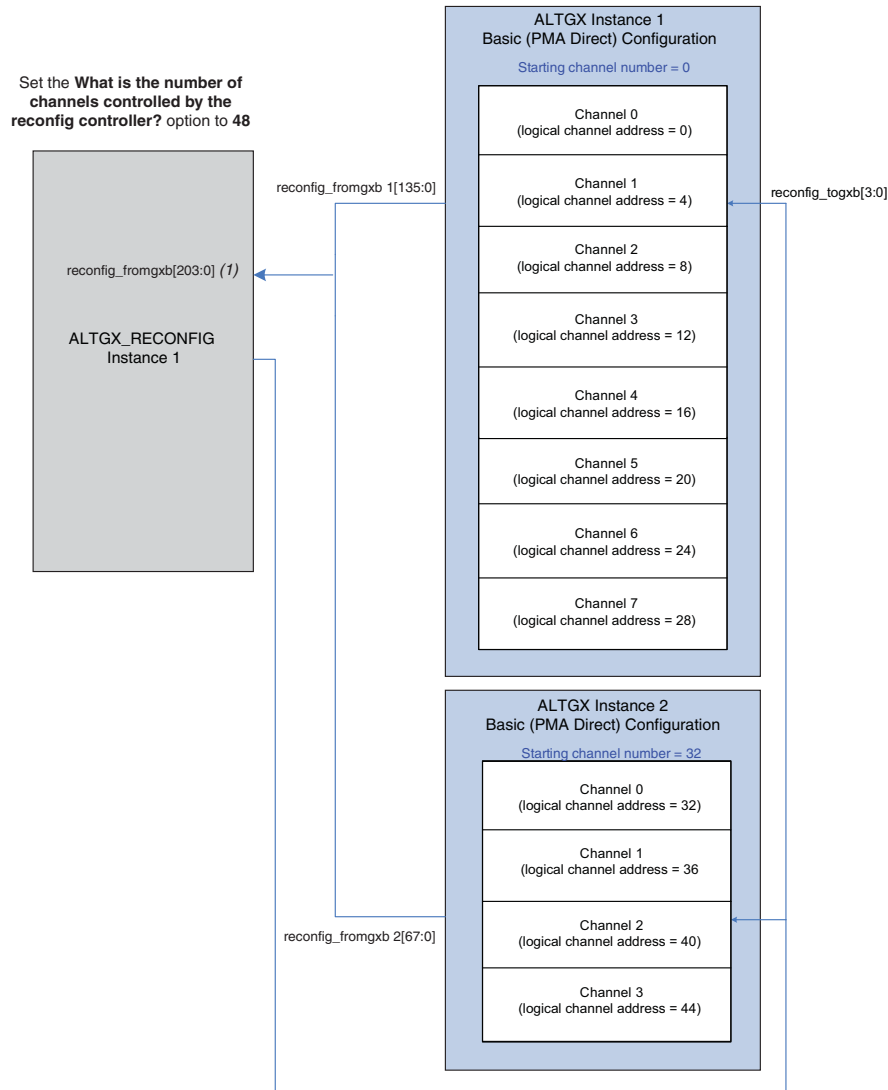 ALTGX Instance 1
Basic (PMA Direct) Configuration
Starting channel number = 0
Set the What is the number of
channels controlled by the
reconfig controller? option to 48
Channel 0
(logical channel address = 0)
reconfig_fromgxb 1[135:0]
Channel 1
(logical channel address = 4)
reconfig_togxb[3:0]
Channel 2
(logical channel address = 8)
reconfig_fromgxb[203:0] (1)
Channel 3
(logical channel address = 12)
ALTGX_RECONFIG
Instance 1
Channel 4
(logical channel address = 16)
Channel 5
(logical channel address = 20)
Channel 6
(logical channel address = 24)
Channel 7
(logical channel address = 28)
ALTGX Instance 2
Basic (PMA Direct) Configuration
Starting channel number = 32
Channel 0
(logical channel address = 32)
Channel 1
(logical channel address = 36
Channel 2
(logical channel address = 40)
reconfig_fromgxb 2[67:0]
Channel 3
(logical channel address = 44)